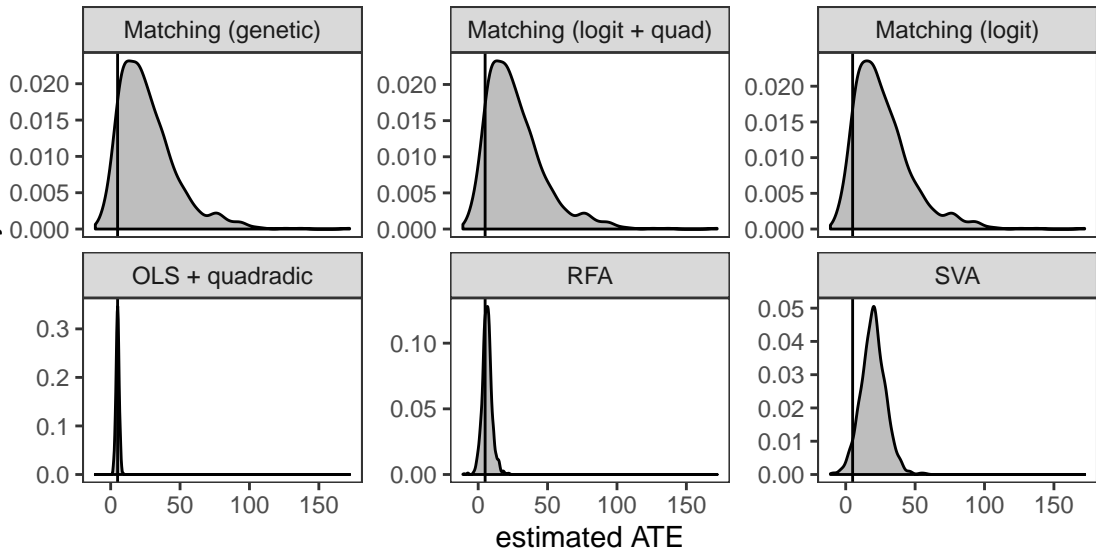 Matching (genetic) Matching (logit + quad) Matching (logit)
0.020 0.020 0.020
0.015 0.015 0.015
0.010 0.010 0.010
0.005 0.005 0.005
0.000 0.000 0.000
OLS + quadradic RFA SVA
0.3 0.10 0.05
0.2 0.05 0.04
0.1 0.00 0.03
0.0 0.02
0.01
0.00
0 50 100 150 0 50 100 150 0 50 100 150
estimated ATE